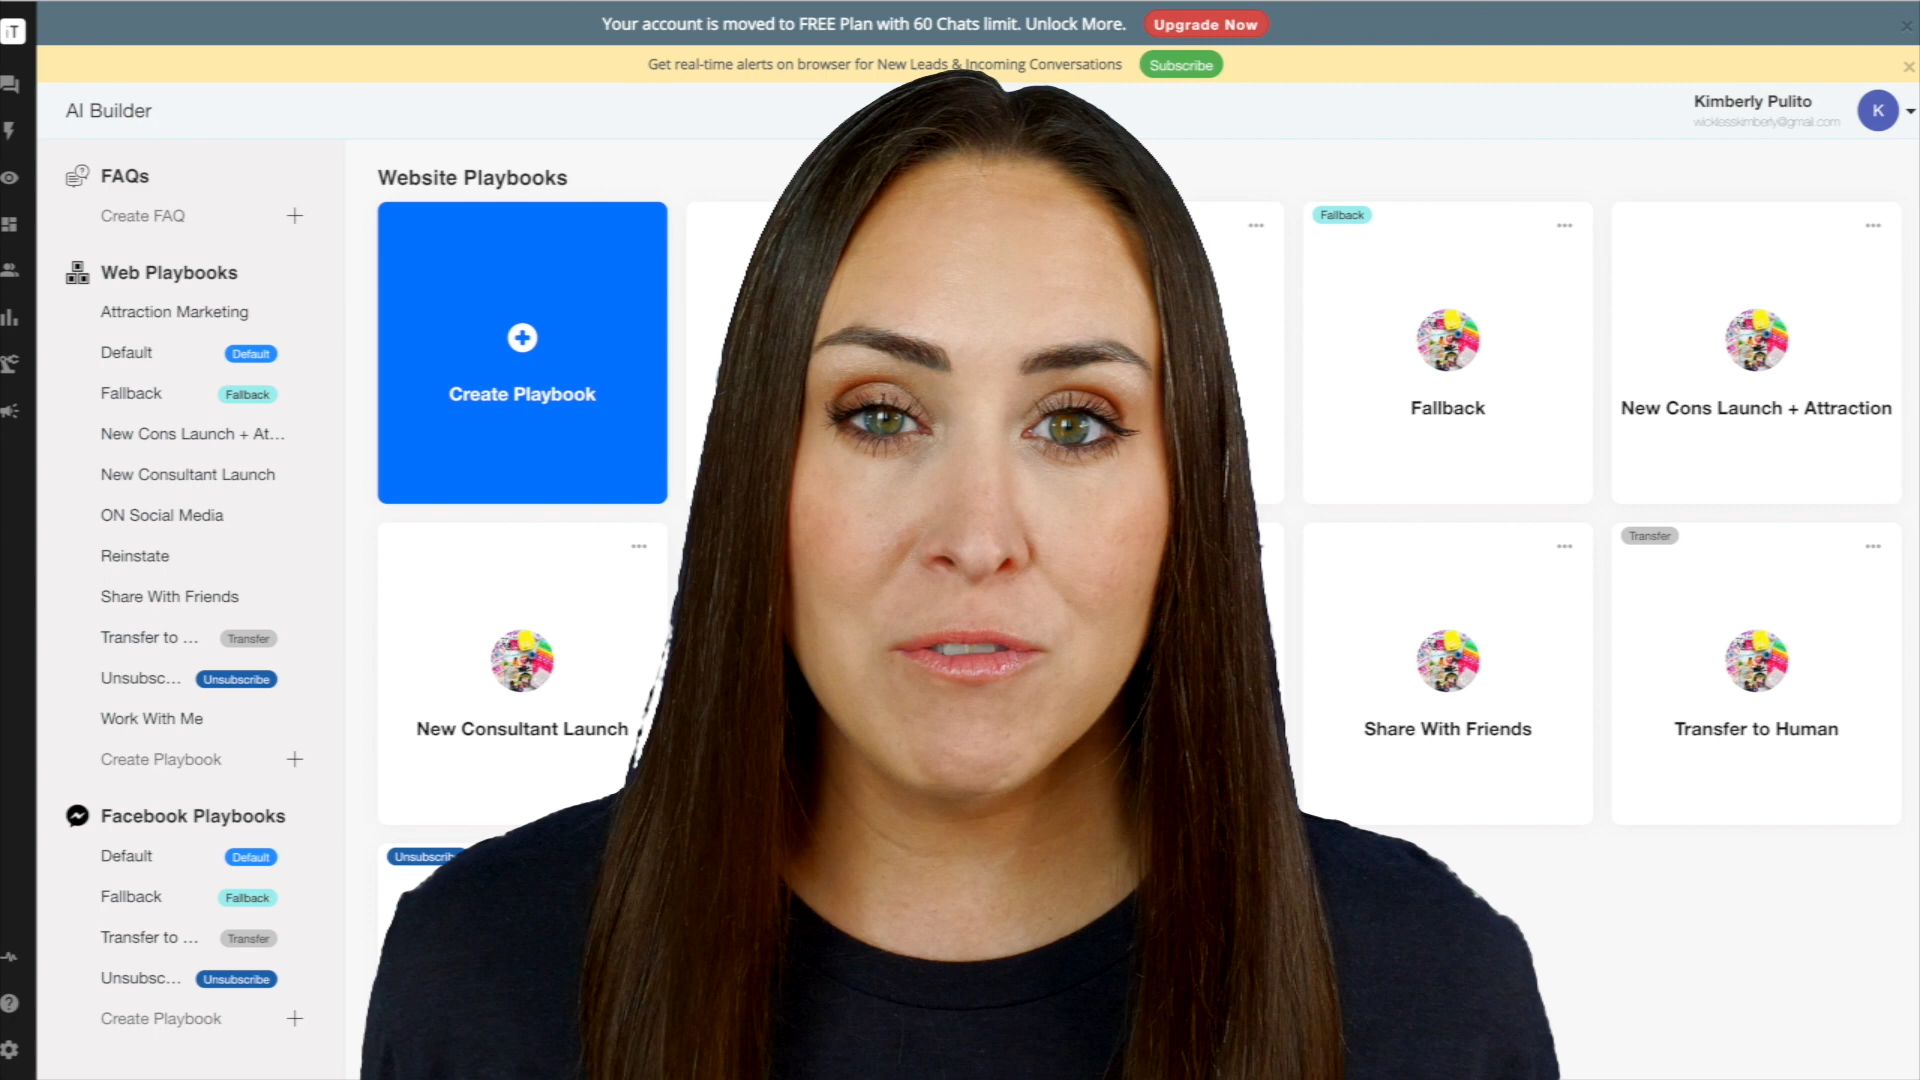 Your account is moved to FREE Plan with 60 Chats limit. Unlock More. Upgrade Now
Get real-time alerts on browser for New Leads & Incoming Conversations Subscribe
iT
AI Builder
Kimberly Pulito
wicklesskimberly@gmail.com
K
FAQs
Create FAQ
Web Playbooks
Attraction Marketing
Default Default
Fallback Fallback
New Cons Launch + At...
New Consultant Launch
ON Social Media
Reinstate
Share With Friends
Transfer to ... Transfer
Unsubsc... Unsubscribe
Work With Me
Create Playbook
Facebook Playbooks
Default Default
Fallback Fallback
Transfer to ... Transfer
Unsubsc... Unsubscribe
Create Playbook
Website Playbooks
Create Playbook
Fallback
Fallback
New Cons Launch + Attraction
New Consultant Launch
Share With Friends
Transfer
Transfer to Human
Unsubscrib